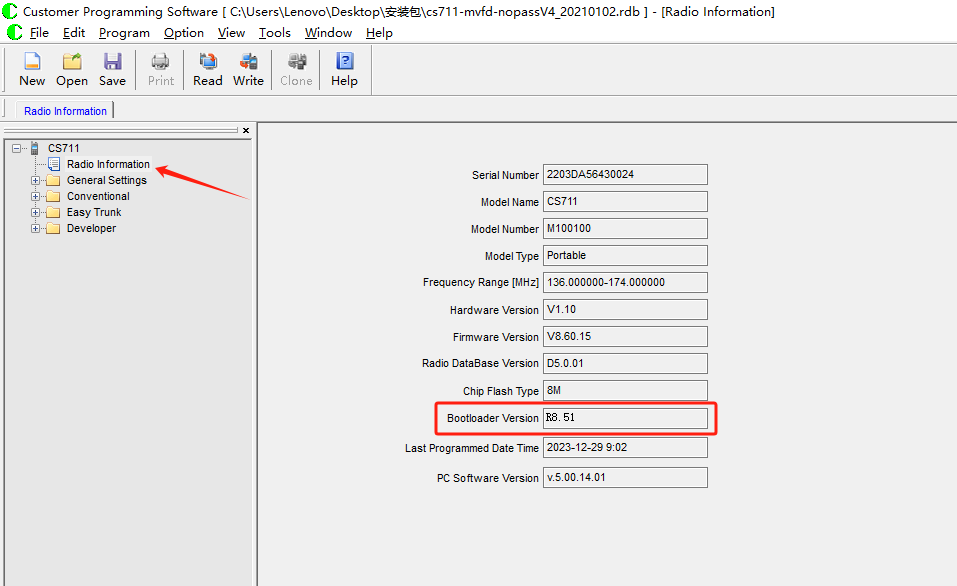 Customer Programming Software [ C:\Users\Lenovo\Desktop\安装包\cs711-mvfd-nopassV4_20210102.rdb ] - [Radio Information]
File Edit Program Option View Tools Window Help
New Open Save Print Read Write Clone Help
Radio Information
CS711
Radio Information
General Settings
Conventional
Easy Trunk
Developer
Serial Number 2203DA56430024
Model Name CS711
Model Number M100100
Model Type Portable
Frequency Range [MHz] 136.000000-174.000000
Hardware Version V1.10
Firmware Version V8.60.15
Radio DataBase Version D5.0.01
Chip Flash Type 8M
Bootloader Version R8.51
Last Programmed Date Time 2023-12-29 9:02
PC Software Version v.5.00.14.01